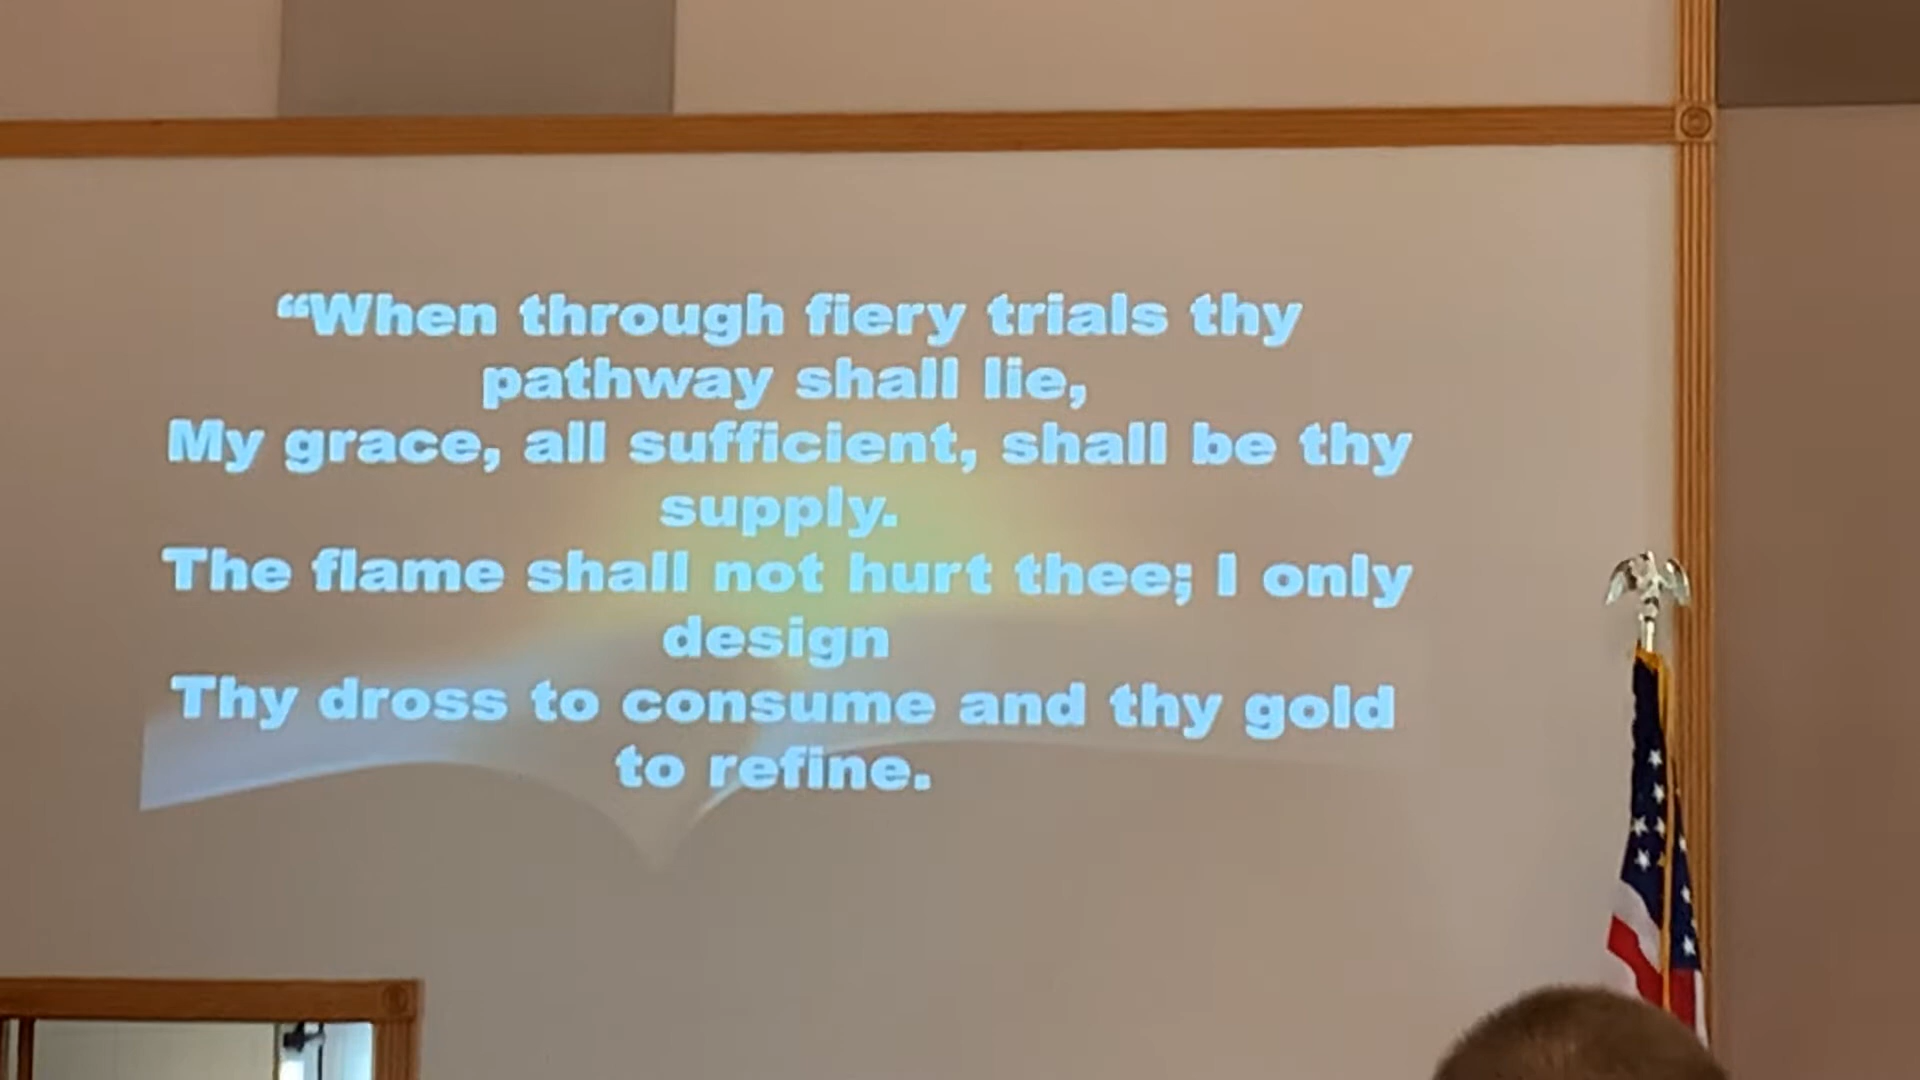 “When through fiery trials thy
pathway shall lie,
My grace, all sufficient, shall be thy
supply.
The flame shall not hurt thee; I only
design
Thy dross to consume and thy gold
to refine.